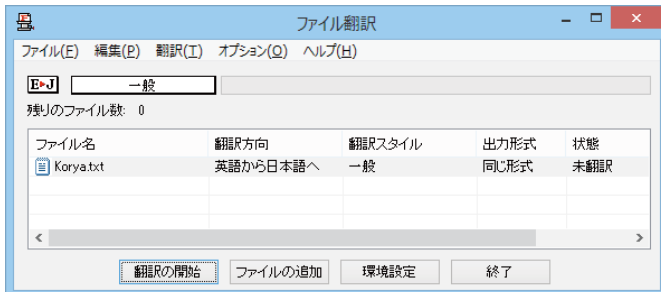 ファイル翻訳
ファイル(F) 編集(P) 翻訳(T) オプション(O) ヘルプ(H)
E▸J 一般
残りのファイル数: 0
ファイル名 翻訳方向 翻訳スタイル 出力形式 状態
Korya.txt 英語から日本語へ 一般 同じ形式 未翻訳
翻訳の開始 ファイルの追加 環境設定 終了